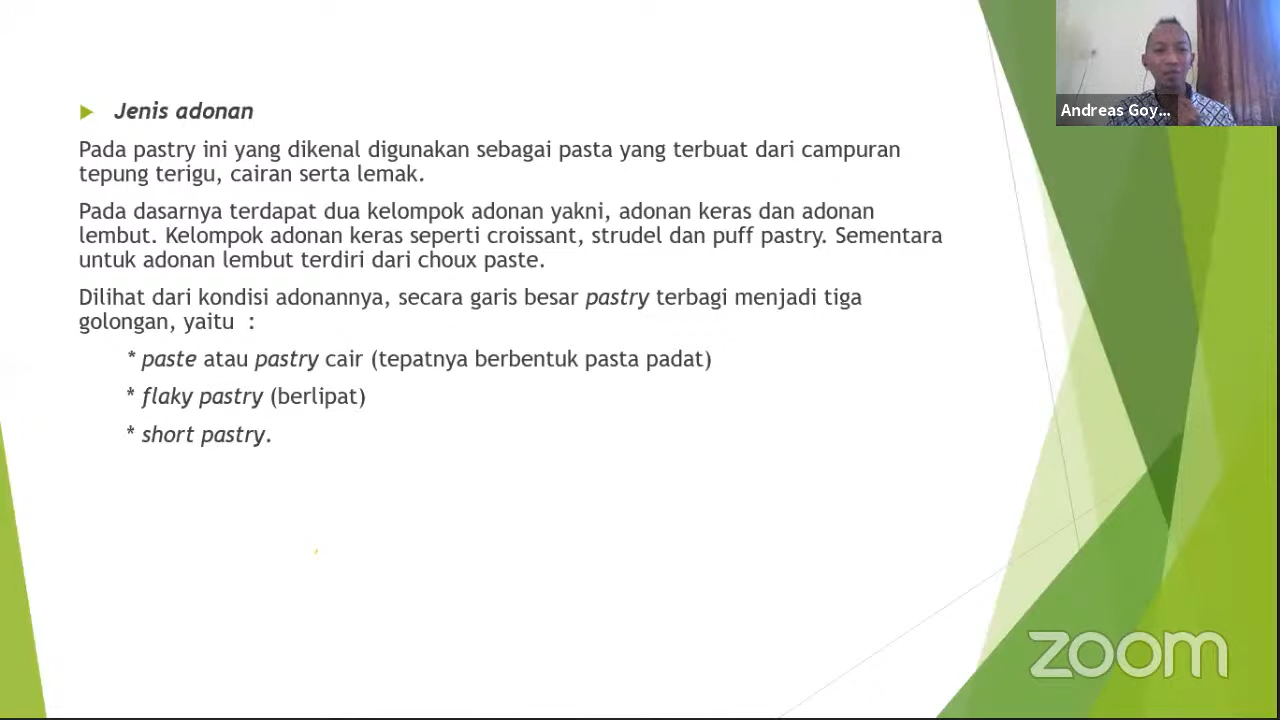 Jenis adonan
Pada pastry ini yang dikenal digunakan sebagai pasta yang terbuat dari campuran
tepung terigu, cairan serta lemak.
Pada dasarnya terdapat dua kelompok adonan yakni, adonan keras dan adonan
lembut. Kelompok adonan keras seperti croissant, strudel dan puff pastry. Sementara
untuk adonan lembut terdiri dari choux paste.
Dilihat dari kondisi adonannya, secara garis besar pastry terbagi menjadi tiga
golongan, yaitu :
* paste atau pastry cair (tepatnya berbentuk pasta padat)
* flaky pastry (berlipat)
* short pastry.
Andreas Goy...
zoom